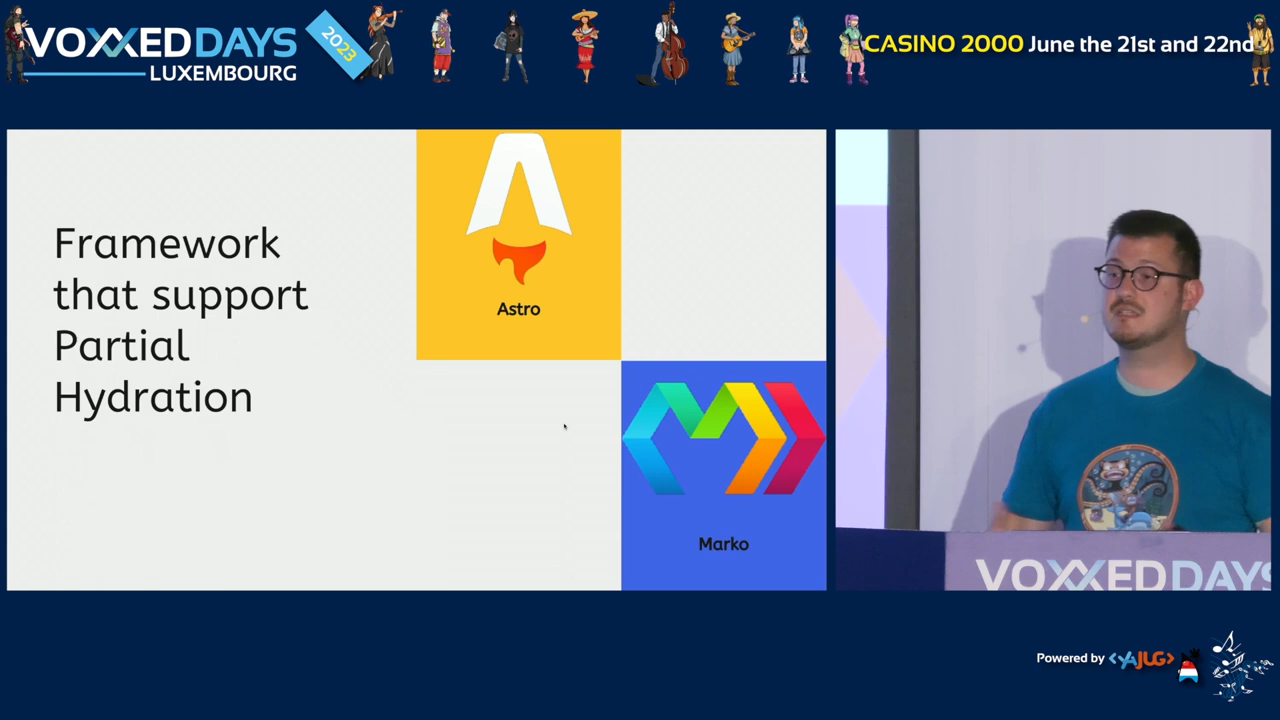 VOXXEDDAYS
LUXEMBOURG
2023
CASINO 2000 June the 21st and 22nd
Framework
that support
Partial
Hydration
Astro
Marko
VOXXEDDAYS
Powered by <YAJUG>